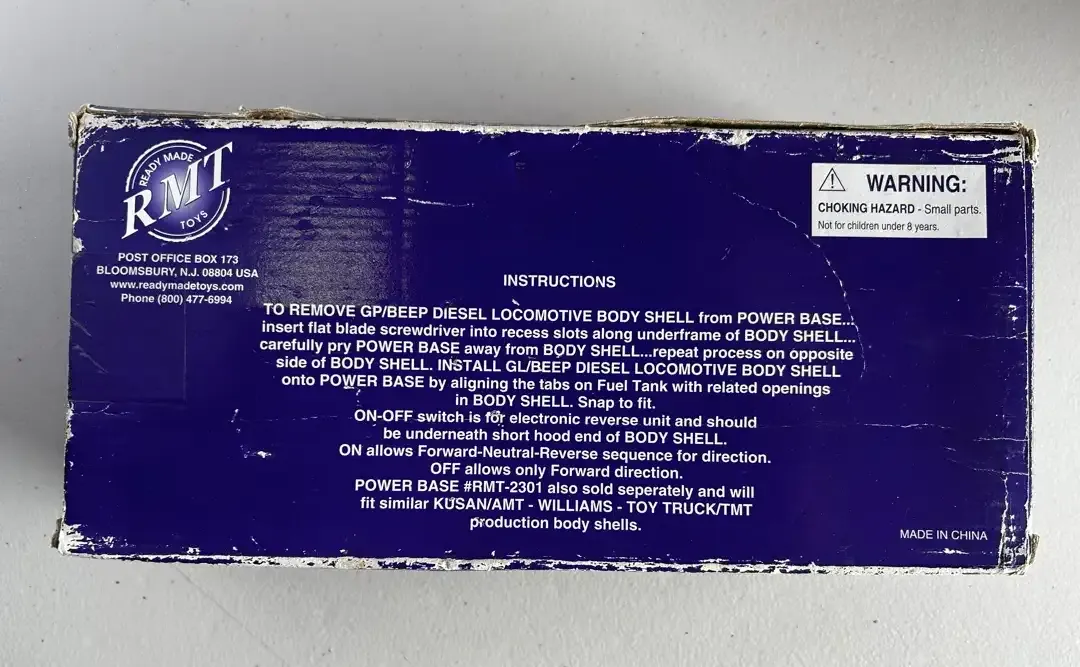 READY MADE
RMT
TOYS
POST OFFICE BOX 173
BLOOMSBURY, N.J. 08804 USA
www.readymadetoys.com
Phone (800) 477-6994
WARNING:
CHOKING HAZARD - Small parts.
Not for children under 8 years.
INSTRUCTIONS
TO REMOVE GP/BEEP DIESEL LOCOMOTIVE BODY SHELL from POWER BASE...
insert flat blade screwdriver into recess slots along underframe of BODY SHELL...
carefully pry POWER BASE away from BODY SHELL...repeat process on opposite
side of BODY SHELL. INSTALL GL/BEEP DIESEL LOCOMOTIVE BODY SHELL
onto POWER BASE by aligning the tabs on Fuel Tank with related openings
in BODY SHELL. Snap to fit.
ON-OFF switch is for electronic reverse unit and should
be underneath short hood end of BODY SHELL.
ON allows Forward-Neutral-Reverse sequence for direction.
OFF allows only Forward direction.
POWER BASE #RMT-2301 also sold seperately and will
fit similar KUSAN/AMT - WILLIAMS - TOY TRUCK/TMT
production body shells.
MADE IN CHINA